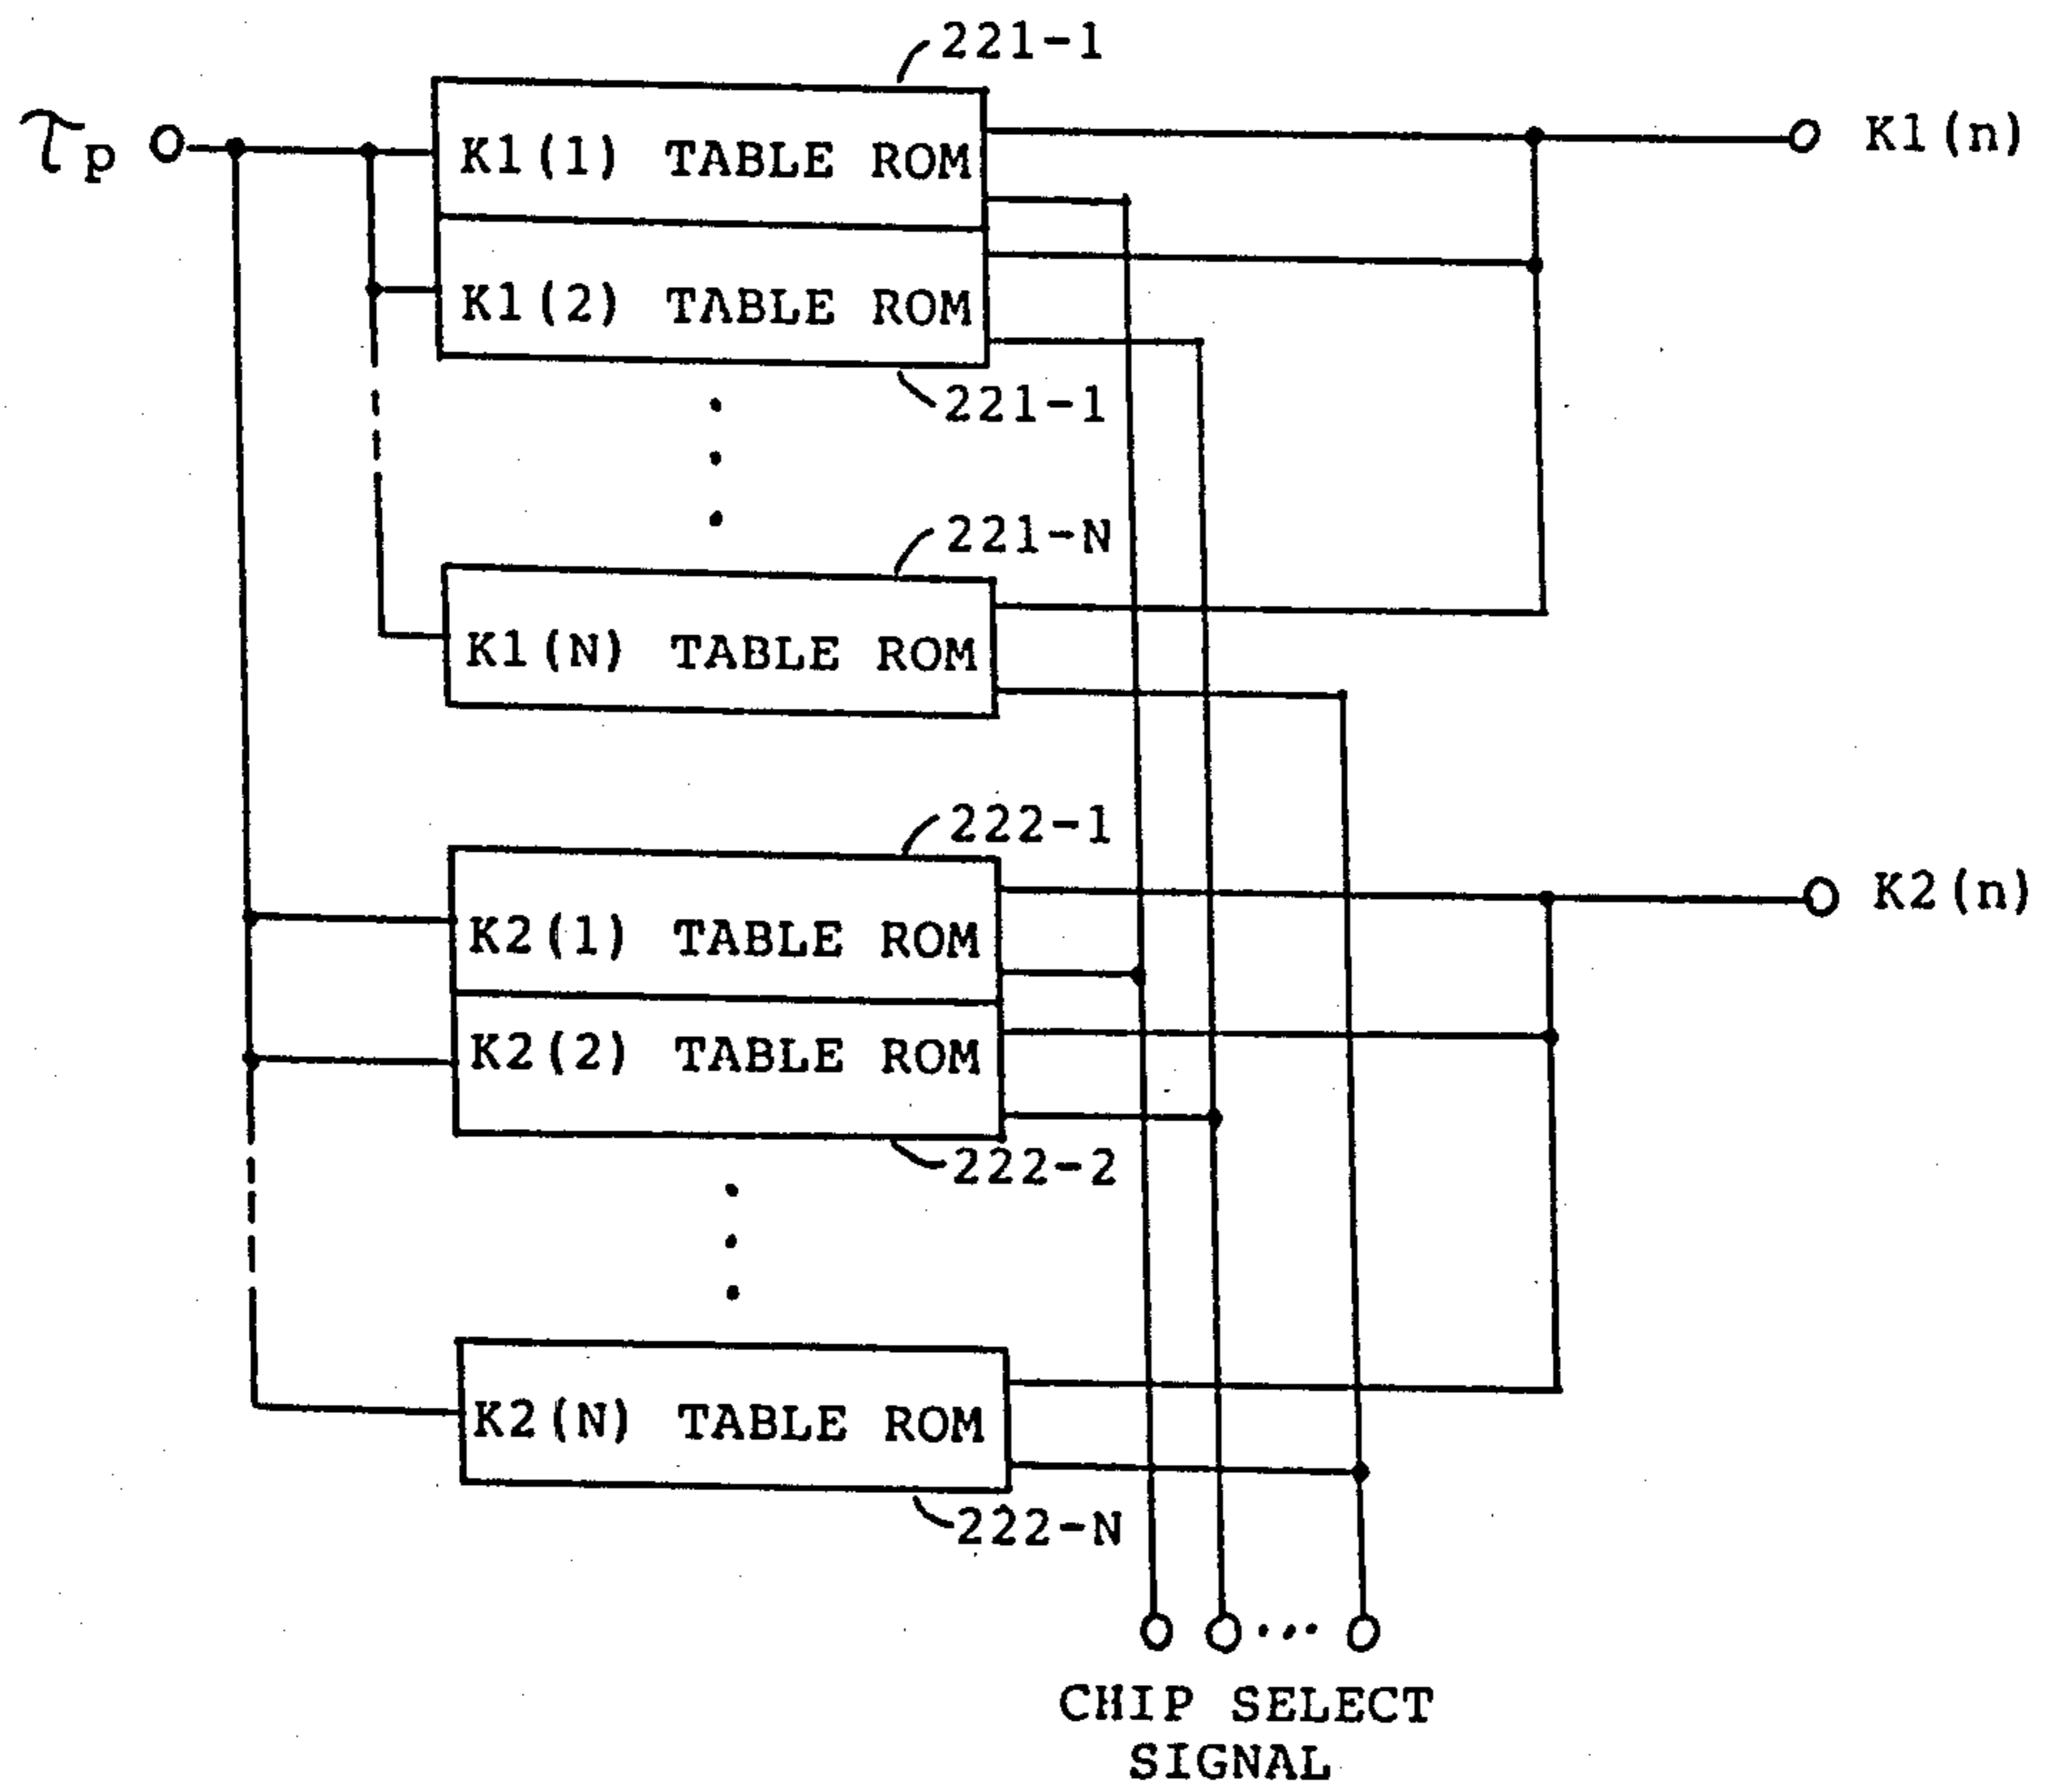 221-1
τp
K1(1) TABLE ROM
K1(n)
K1(2) TABLE ROM
221-1
221-N
K1(N) TABLE ROM
222-1
K2(1) TABLE ROM
K2(n)
K2(2) TABLE ROM
222-2
K2(N) TABLE ROM
222-N
CHIP SELECT
SIGNAL